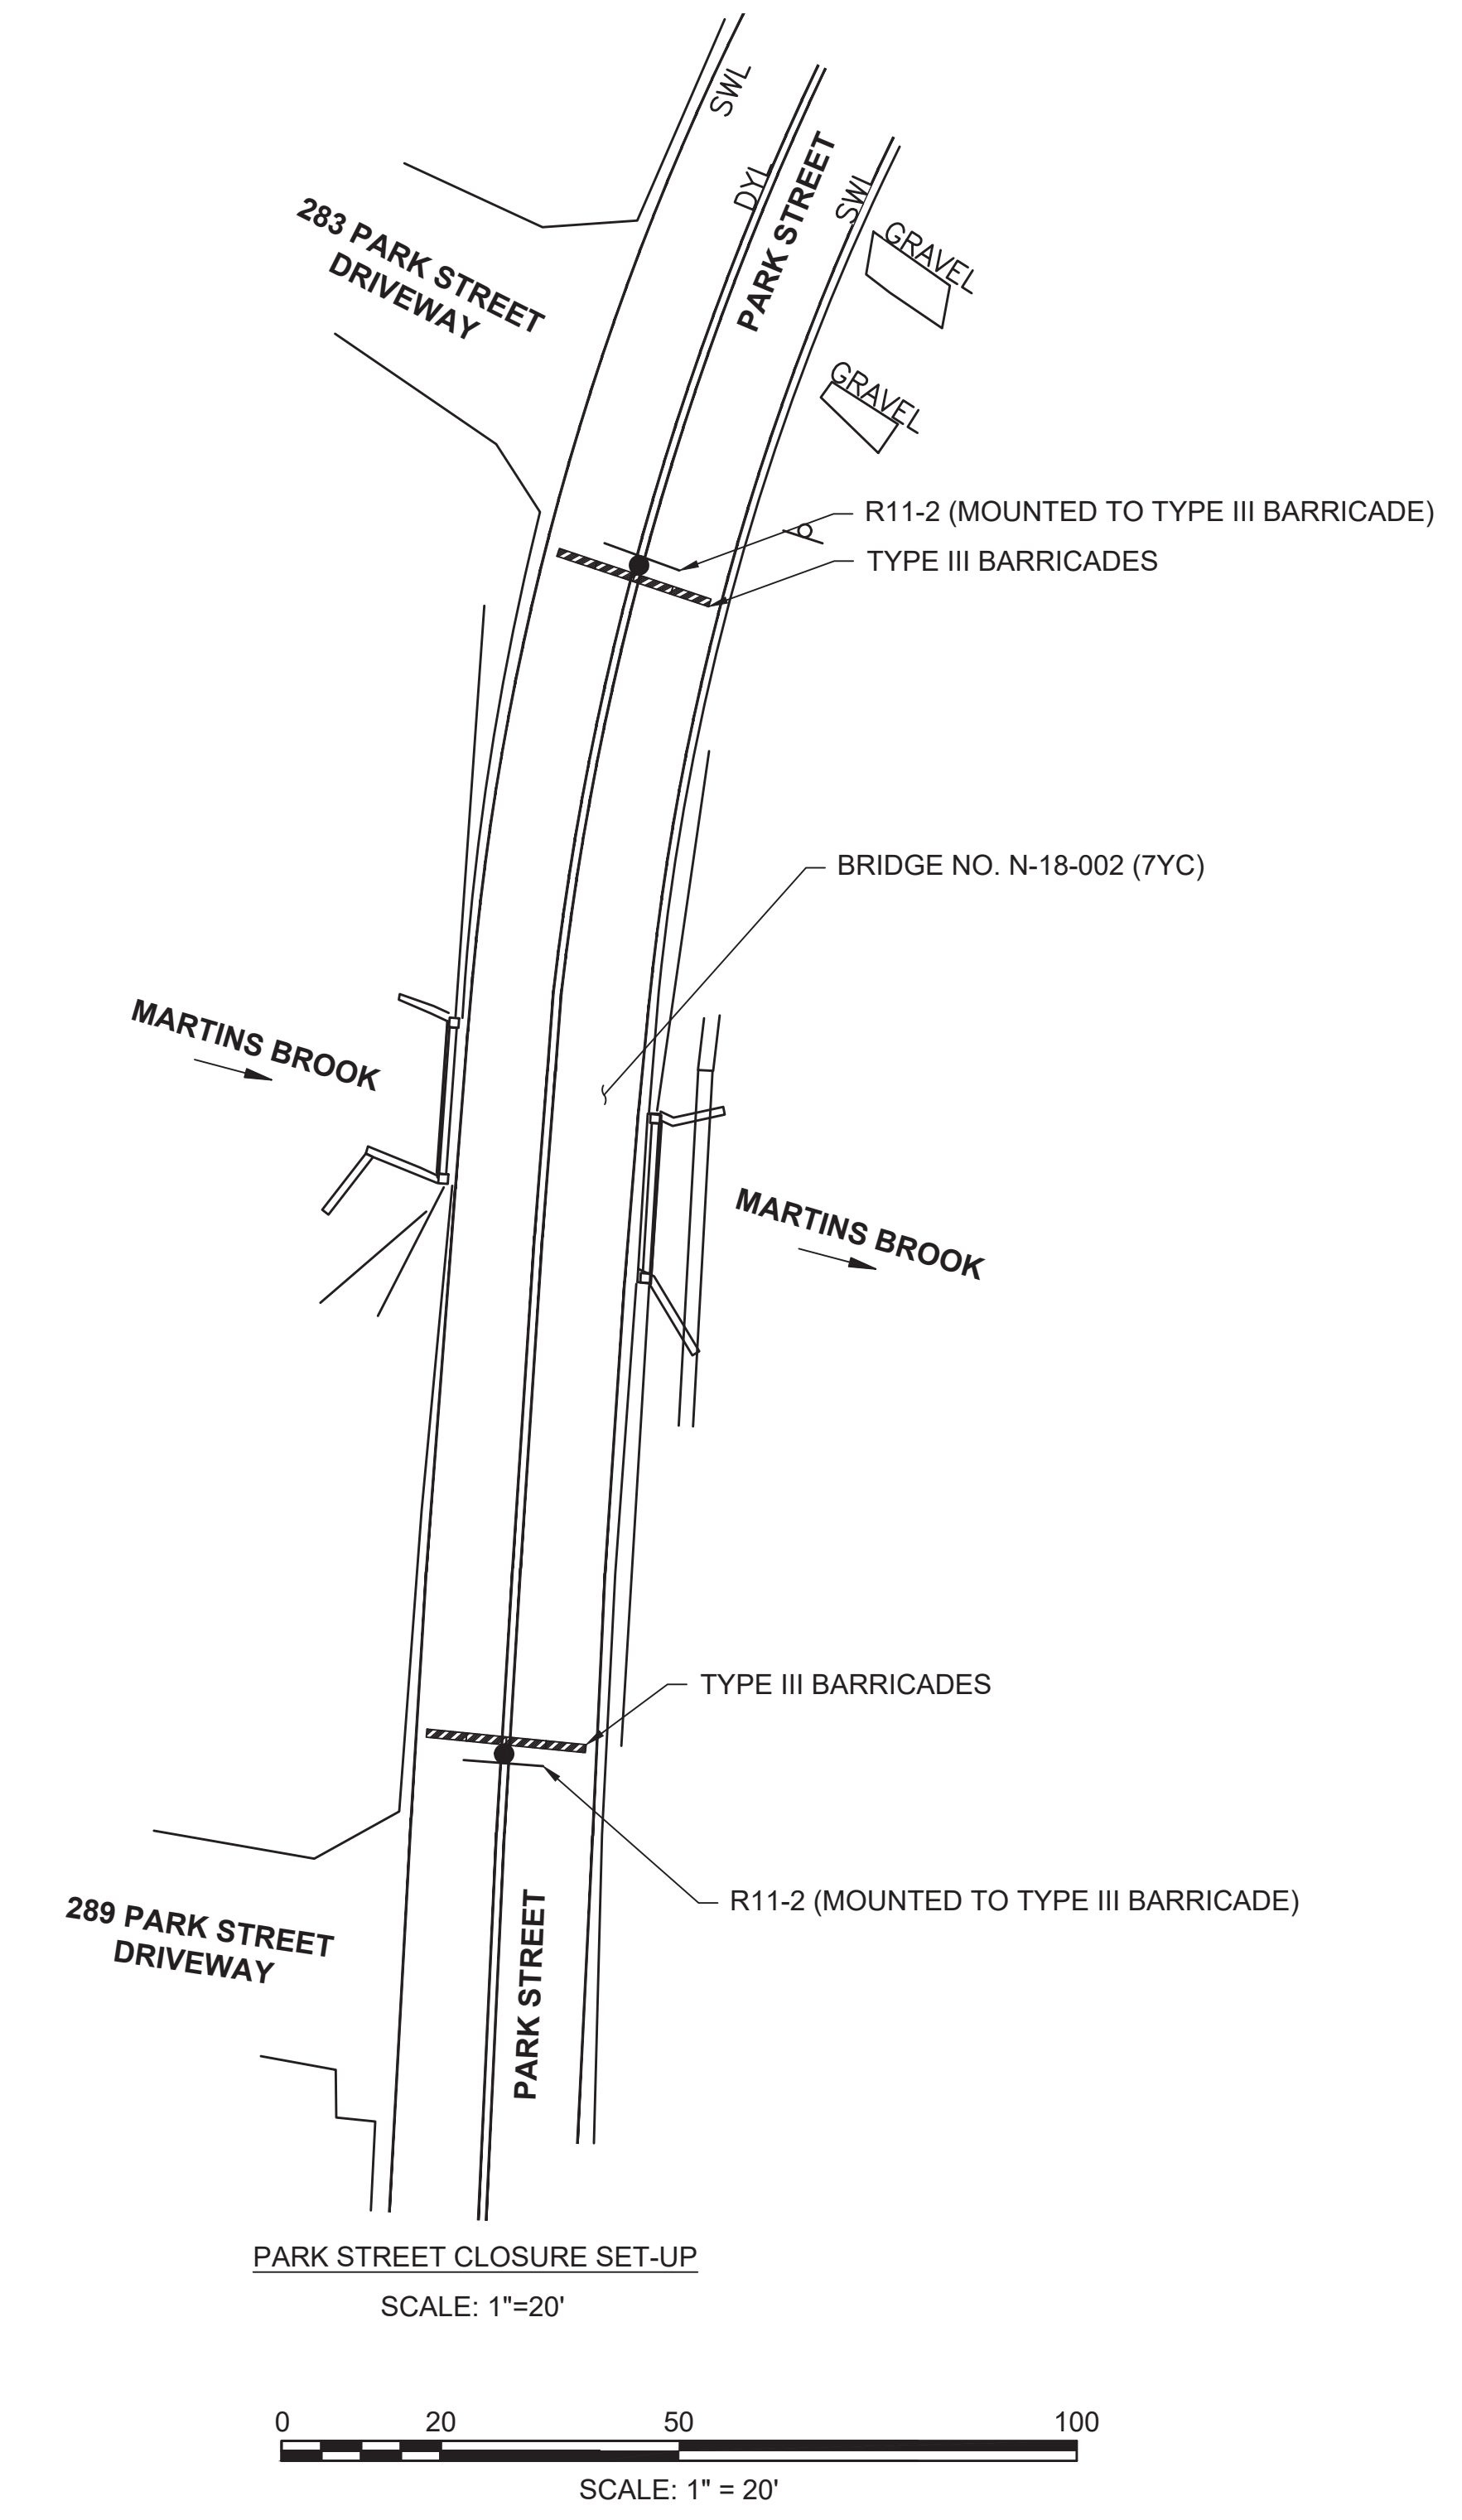 SWL
DYL
PARK STREET
SWL
283 PARK STREET
DRIVEWAY
GRAVEL
GRAVEL
R11-2 (MOUNTED TO TYPE III BARRICADE)
TYPE III BARRICADES
BRIDGE NO. N-18-002 (7YC)
MARTINS BROOK
MARTINS BROOK
TYPE III BARRICADES
R11-2 (MOUNTED TO TYPE III BARRICADE)
289 PARK STREET
DRIVEWAY
PARK STREET
PARK STREET CLOSURE SET-UP
SCALE: 1"=20'
0 20 50 100
SCALE: 1" = 20'